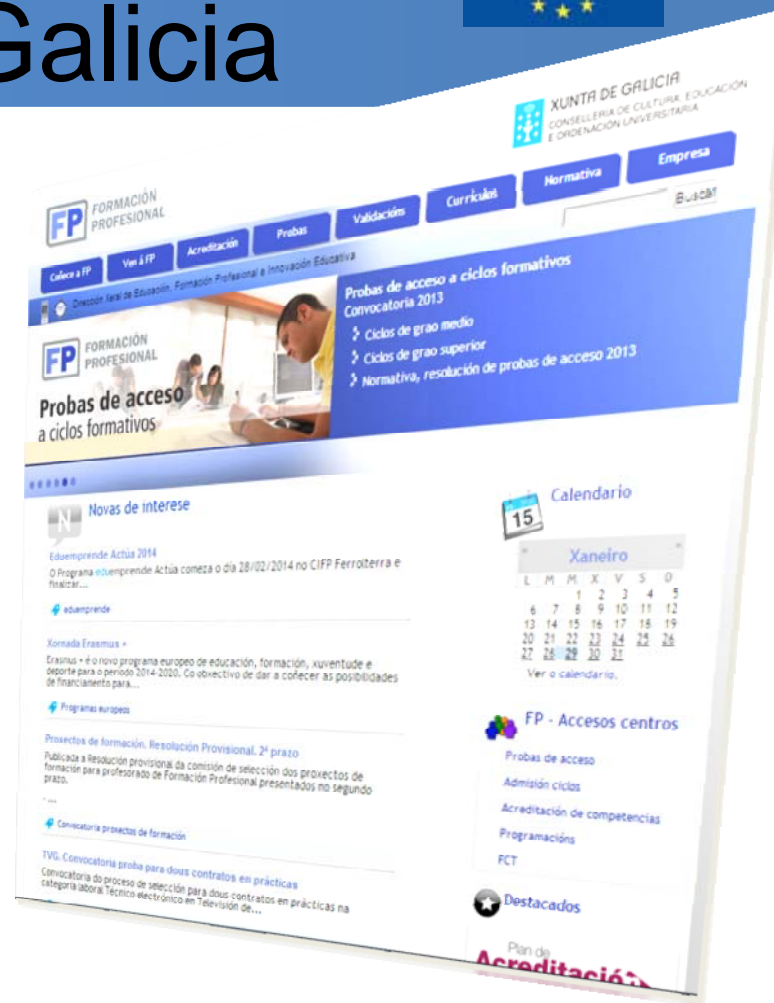 Galicia
XUNTA DE GALICIA
CONSELLERÍA DE CULTURA, EDUCACIÓN
E ORDENACIÓN UNIVERSITARIA
FP FORMACIÓN
PROFESIONAL
Coñece a FP
Ven á FP
Acreditación
Probas
Validacións
Currículos
Normativa
Empresa
Buscar
Dirección Xeral de Educación, Formación Profesional e Innovación Educativa
FP FORMACIÓN
PROFESIONAL
Probas de acceso
a ciclos formativos
Probas de acceso a ciclos formativos
Convocatoria 2013
Ciclos de grao medio
Ciclos de grao superior
Normativa, resolución de probas de acceso 2013
N Novas de interese
Eduemprende Actúa 2014
O Programa eduemprende Actúa comeza o día 28/02/2014 no CIFP Ferrolterra e
finalizar...
eduemprende
Xornada Erasmus +
Erasmus + é o novo programa europeo de educación, formación, xuventude e
deporte para o período 2014-2020. Co obxectivo de dar a coñecer as posibilidades
de financiamento para...
Programas europeos
Proxectos de formación. Resolución Provisional. 2º prazo
Publicada a Resolución provisional da comisión de selección dos proxectos de
formación para profesorado de Formación Profesional presentados no segundo
prazo.
- ...
Convocatoria proxectos de formación
TVG. Convocatoria proba para dous contratos en prácticas
Convocatoria do proceso de selección para dous contratos en prácticas na
categoría laboral Técnico electrónico en Televisión de...
15 Calendario
« Xaneiro »
L M M X V S D
1 2 3 4 5
6 7 8 9 10 11 12
13 14 15 16 17 18 19
20 21 22 23 24 25 26
27 28 29 30 31
Ver o calendario.
FP - Accesos centros
Probas de acceso
Admisión ciclos
Acreditación de competencias
Programacións
FCT
Destacados
Plan de
Acreditación